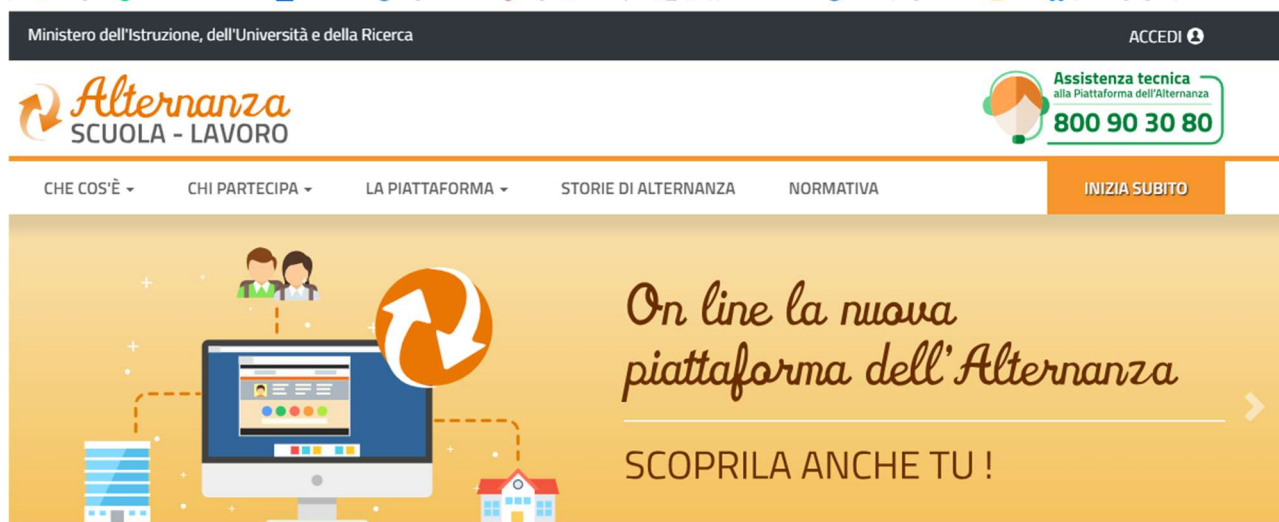 Ministero dell'Istruzione, dell'Università e della Ricerca
ACCEDI
Alternanza
SCUOLA - LAVORO
Assistenza tecnica
alla Piattaforma dell'Alternanza
800 90 30 80
CHE COS'È
CHI PARTECIPA
LA PIATTAFORMA
STORIE DI ALTERNANZA
NORMATIVA
INIZIA SUBITO
On line la nuova
piattaforma dell'Alternanza
SCOPRILA ANCHE TU !